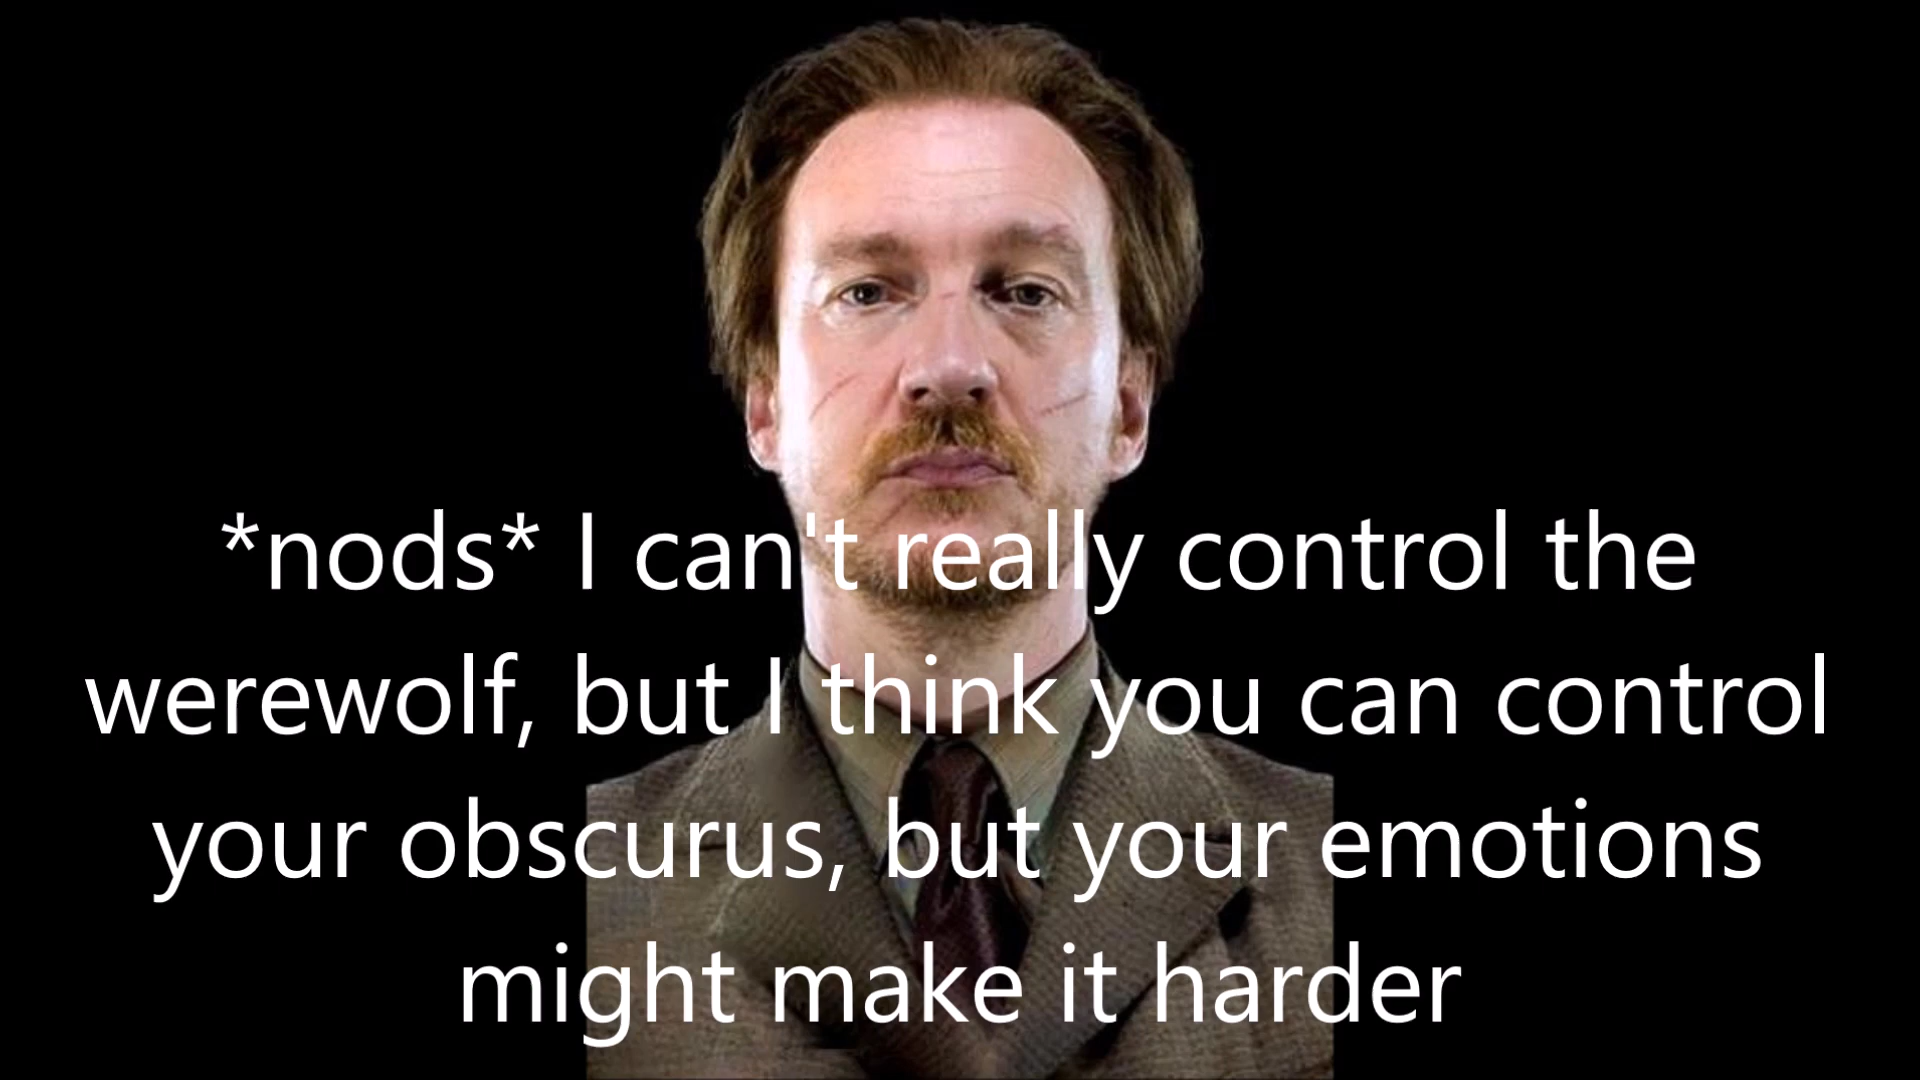 *nods* I can't really control the
werewolf, but I think you can control
your obscurus, but your emotions
might make it harder